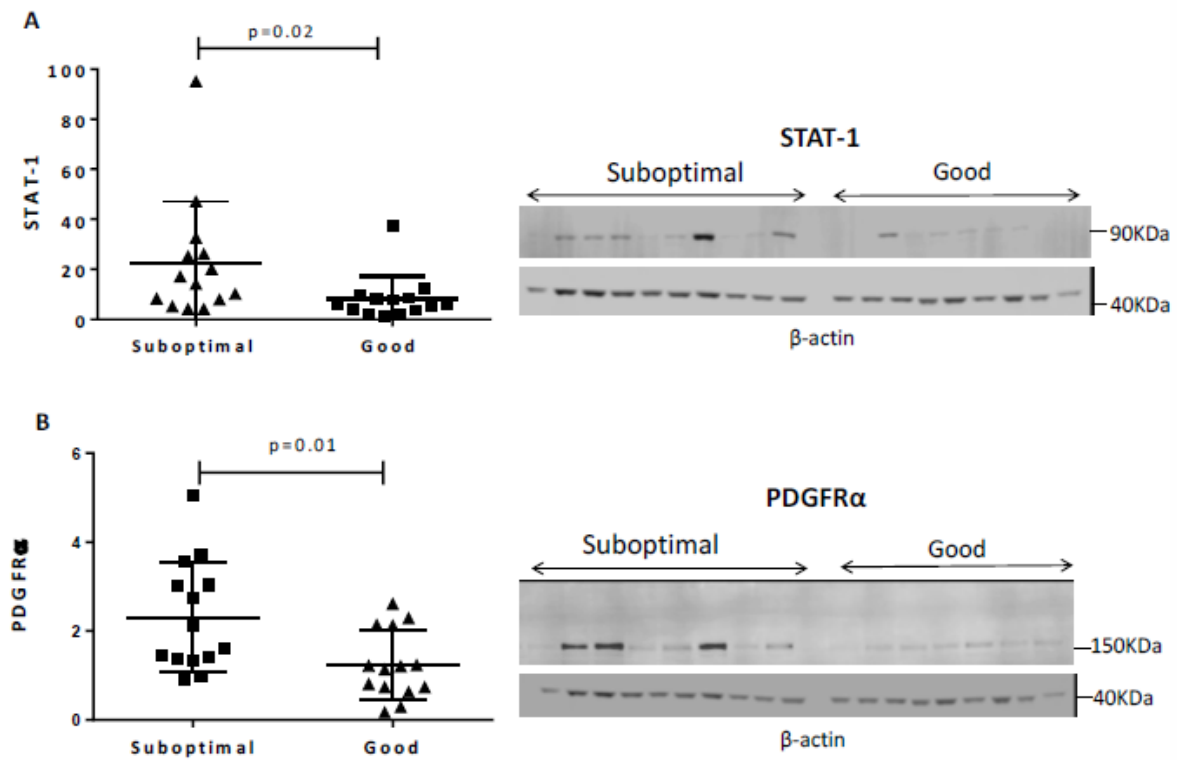 A
p=0.02
100
80
60
40
20
0
STAT-1
Suboptimal Good
STAT-1
Suboptimal Good
90KDa
40KDa
β-actin
B
p=0.01
6
4
2
0
PDGFRα
Suboptimal Good
PDGFRα
Suboptimal Good
150KDa
40KDa
β-actin